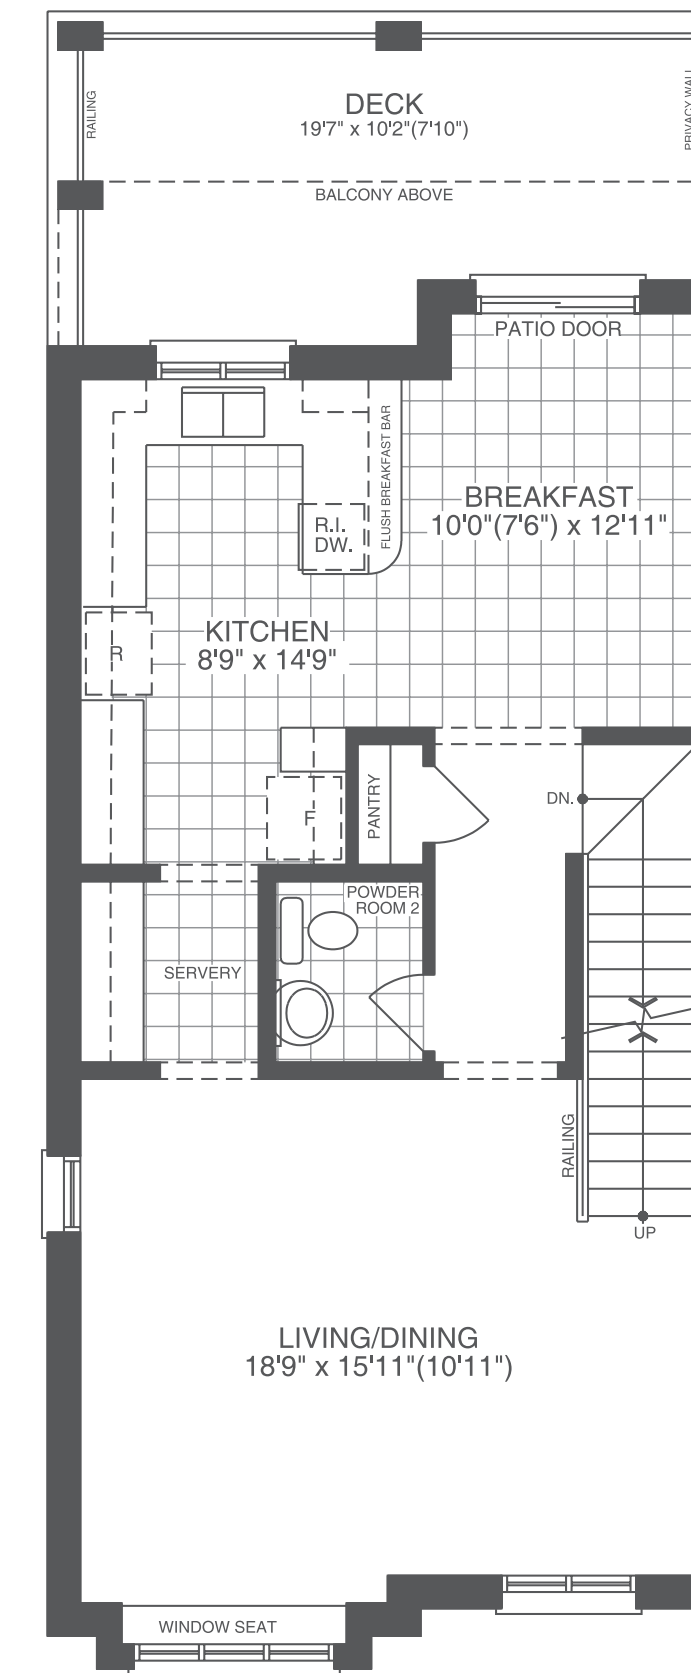 DECK
19'7" x 10'2"(7'10")
RAILING
PRIVACY WALL
BALCONY ABOVE
PATIO DOOR
FLUSH BREAKFAST BAR
BREAKFAST
10'0"(7'6") x 12'11"
R.I.
DW.
KITCHEN
8'9" x 14'9"
R
F
PANTRY
DN.
POWDER
ROOM 2
SERVERY
RAILING
UP
LIVING/DINING
18'9" x 15'11"(10'11")
WINDOW SEAT